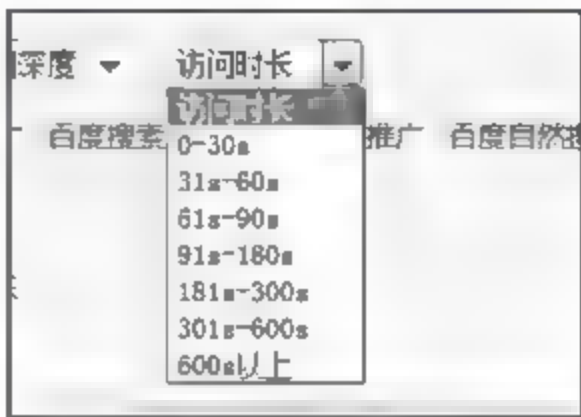 深度 访问时长
访问时长
百度搜索 推广 百度自然搜
0-30s
31s-60s
61s-90s
91s-180s
181s-300s
301s-600s
600s以上